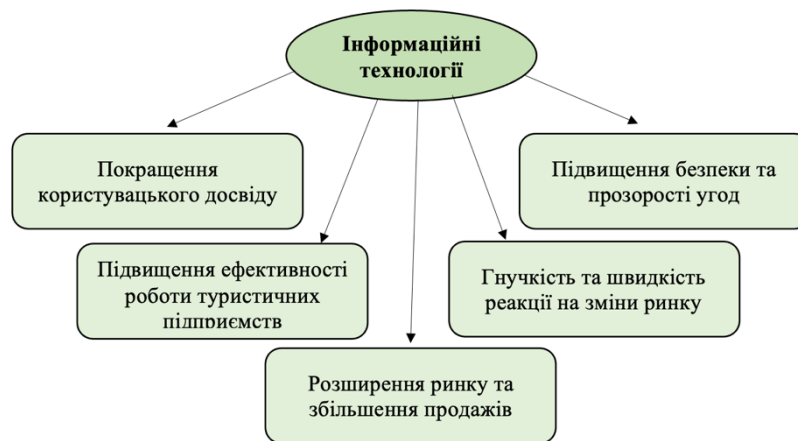 Інформаційні
технології
Покращення
користувацького досвіду
Підвищення безпеки та
прозорості угод
Підвищення ефективності
роботи туристичних
підприємств
Гнучкість та швидкість
реакції на зміни ринку
Розширення ринку та
збільшення продажів